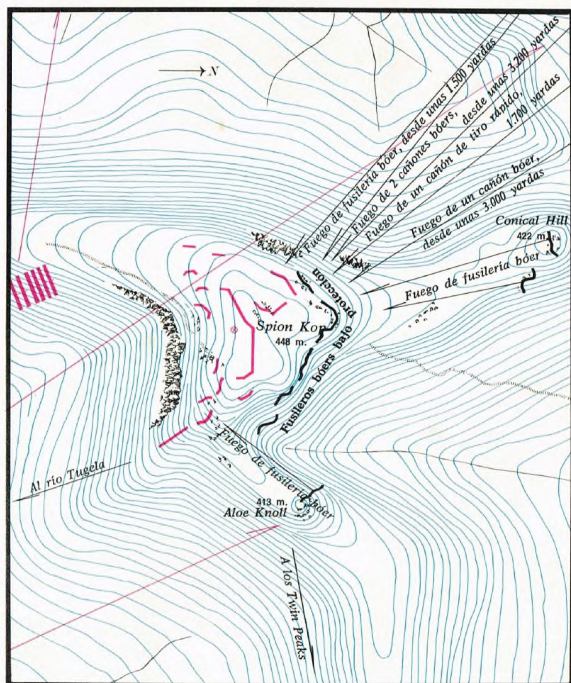 N
Fuego de fusilería bóer, desde unas 1.500 yardas
Fuego de 2 cañones bóers, desde unas 3.200 yardas
Fuego de un cañón de tiro rápido,
1.700 yardas
Fuego de un cañón bóer,
desde unas 3.000 yardas
Conical Hill
422 m.
Fuego de fusilería bóer
Spion Kop
448 m.
Fusileros bóers bajo protección
Fuego de fusilería bóer
Al río Tugela
413 m.
Aloe Knoll
A los Twin Peaks